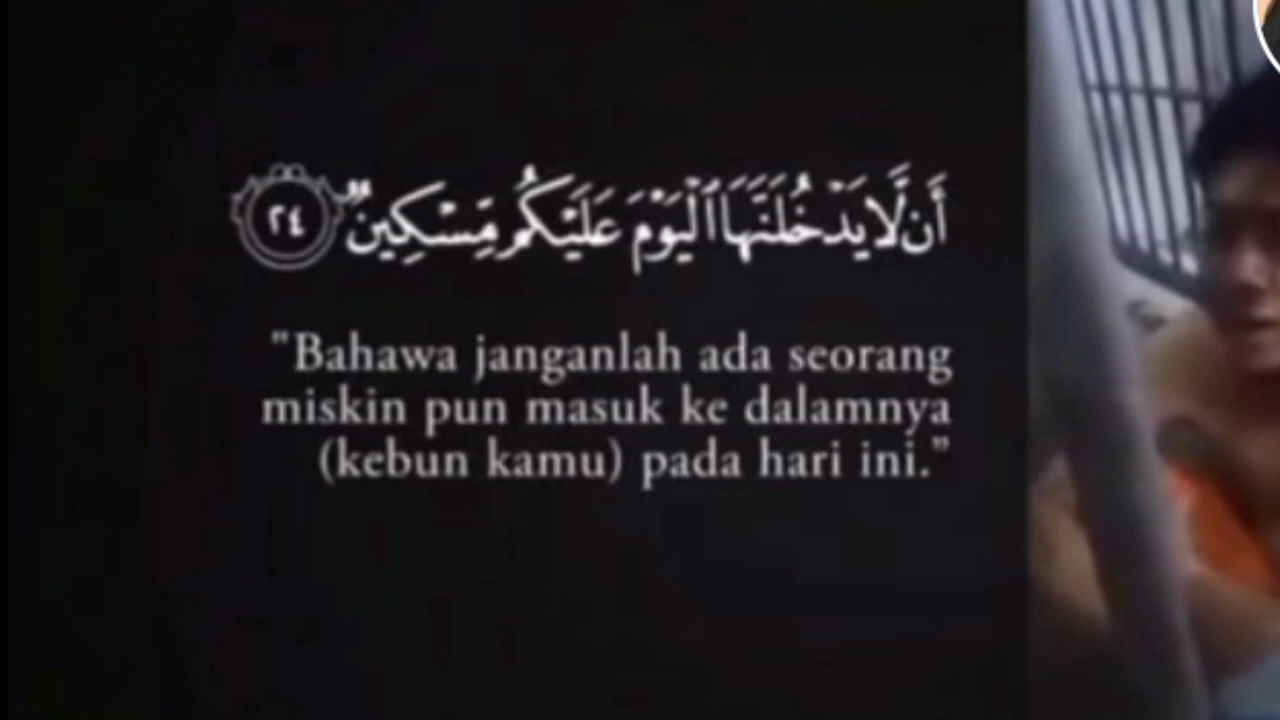 أَن لَّا يَدْخُلَنَّهَا ٱلْيَوْمَ عَلَيْكُم مِّسْكِينٌ ٢٤
"Bahawa janganlah ada seorang
miskin pun masuk ke dalamnya
(kebun kamu) pada hari ini.”